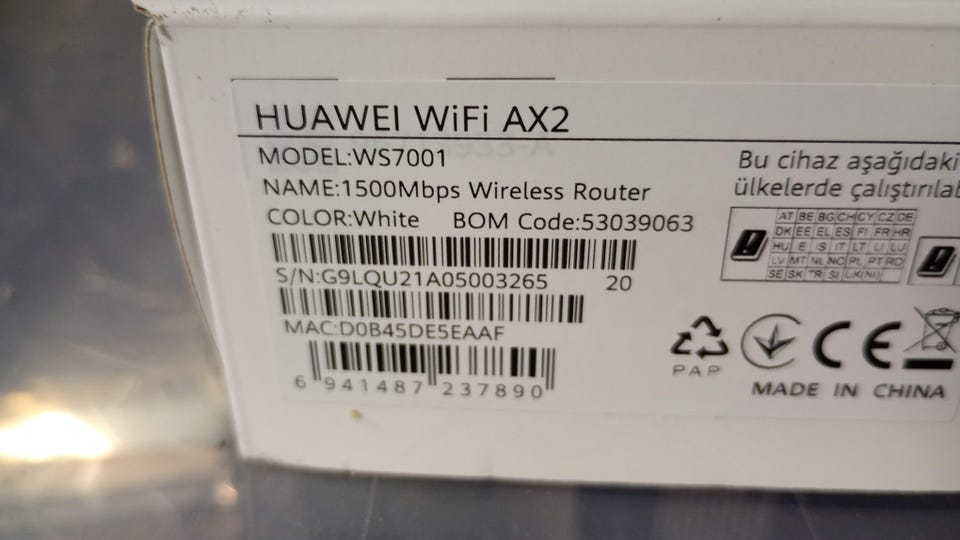 HUAWEI WiFi AX2
MODEL:WS7001
NAME:1500Mbps Wireless Router
COLOR:White BOM Code:53039063
S/N:G9LQU21A05003265 20
MAC:D0B45DE5EAAF
6 941487 237890
Bu cihaz aşağıdaki
ülkelerde çalıştırılab
AT BE BG CH CY CZ DE
DK EE EL ES FI FR HR
HU IE IS IT LT LI LU
LV MT NL NO PL PT RO
SE SK TR SI UK(NI)
PAP
CE
MADE IN CHINA